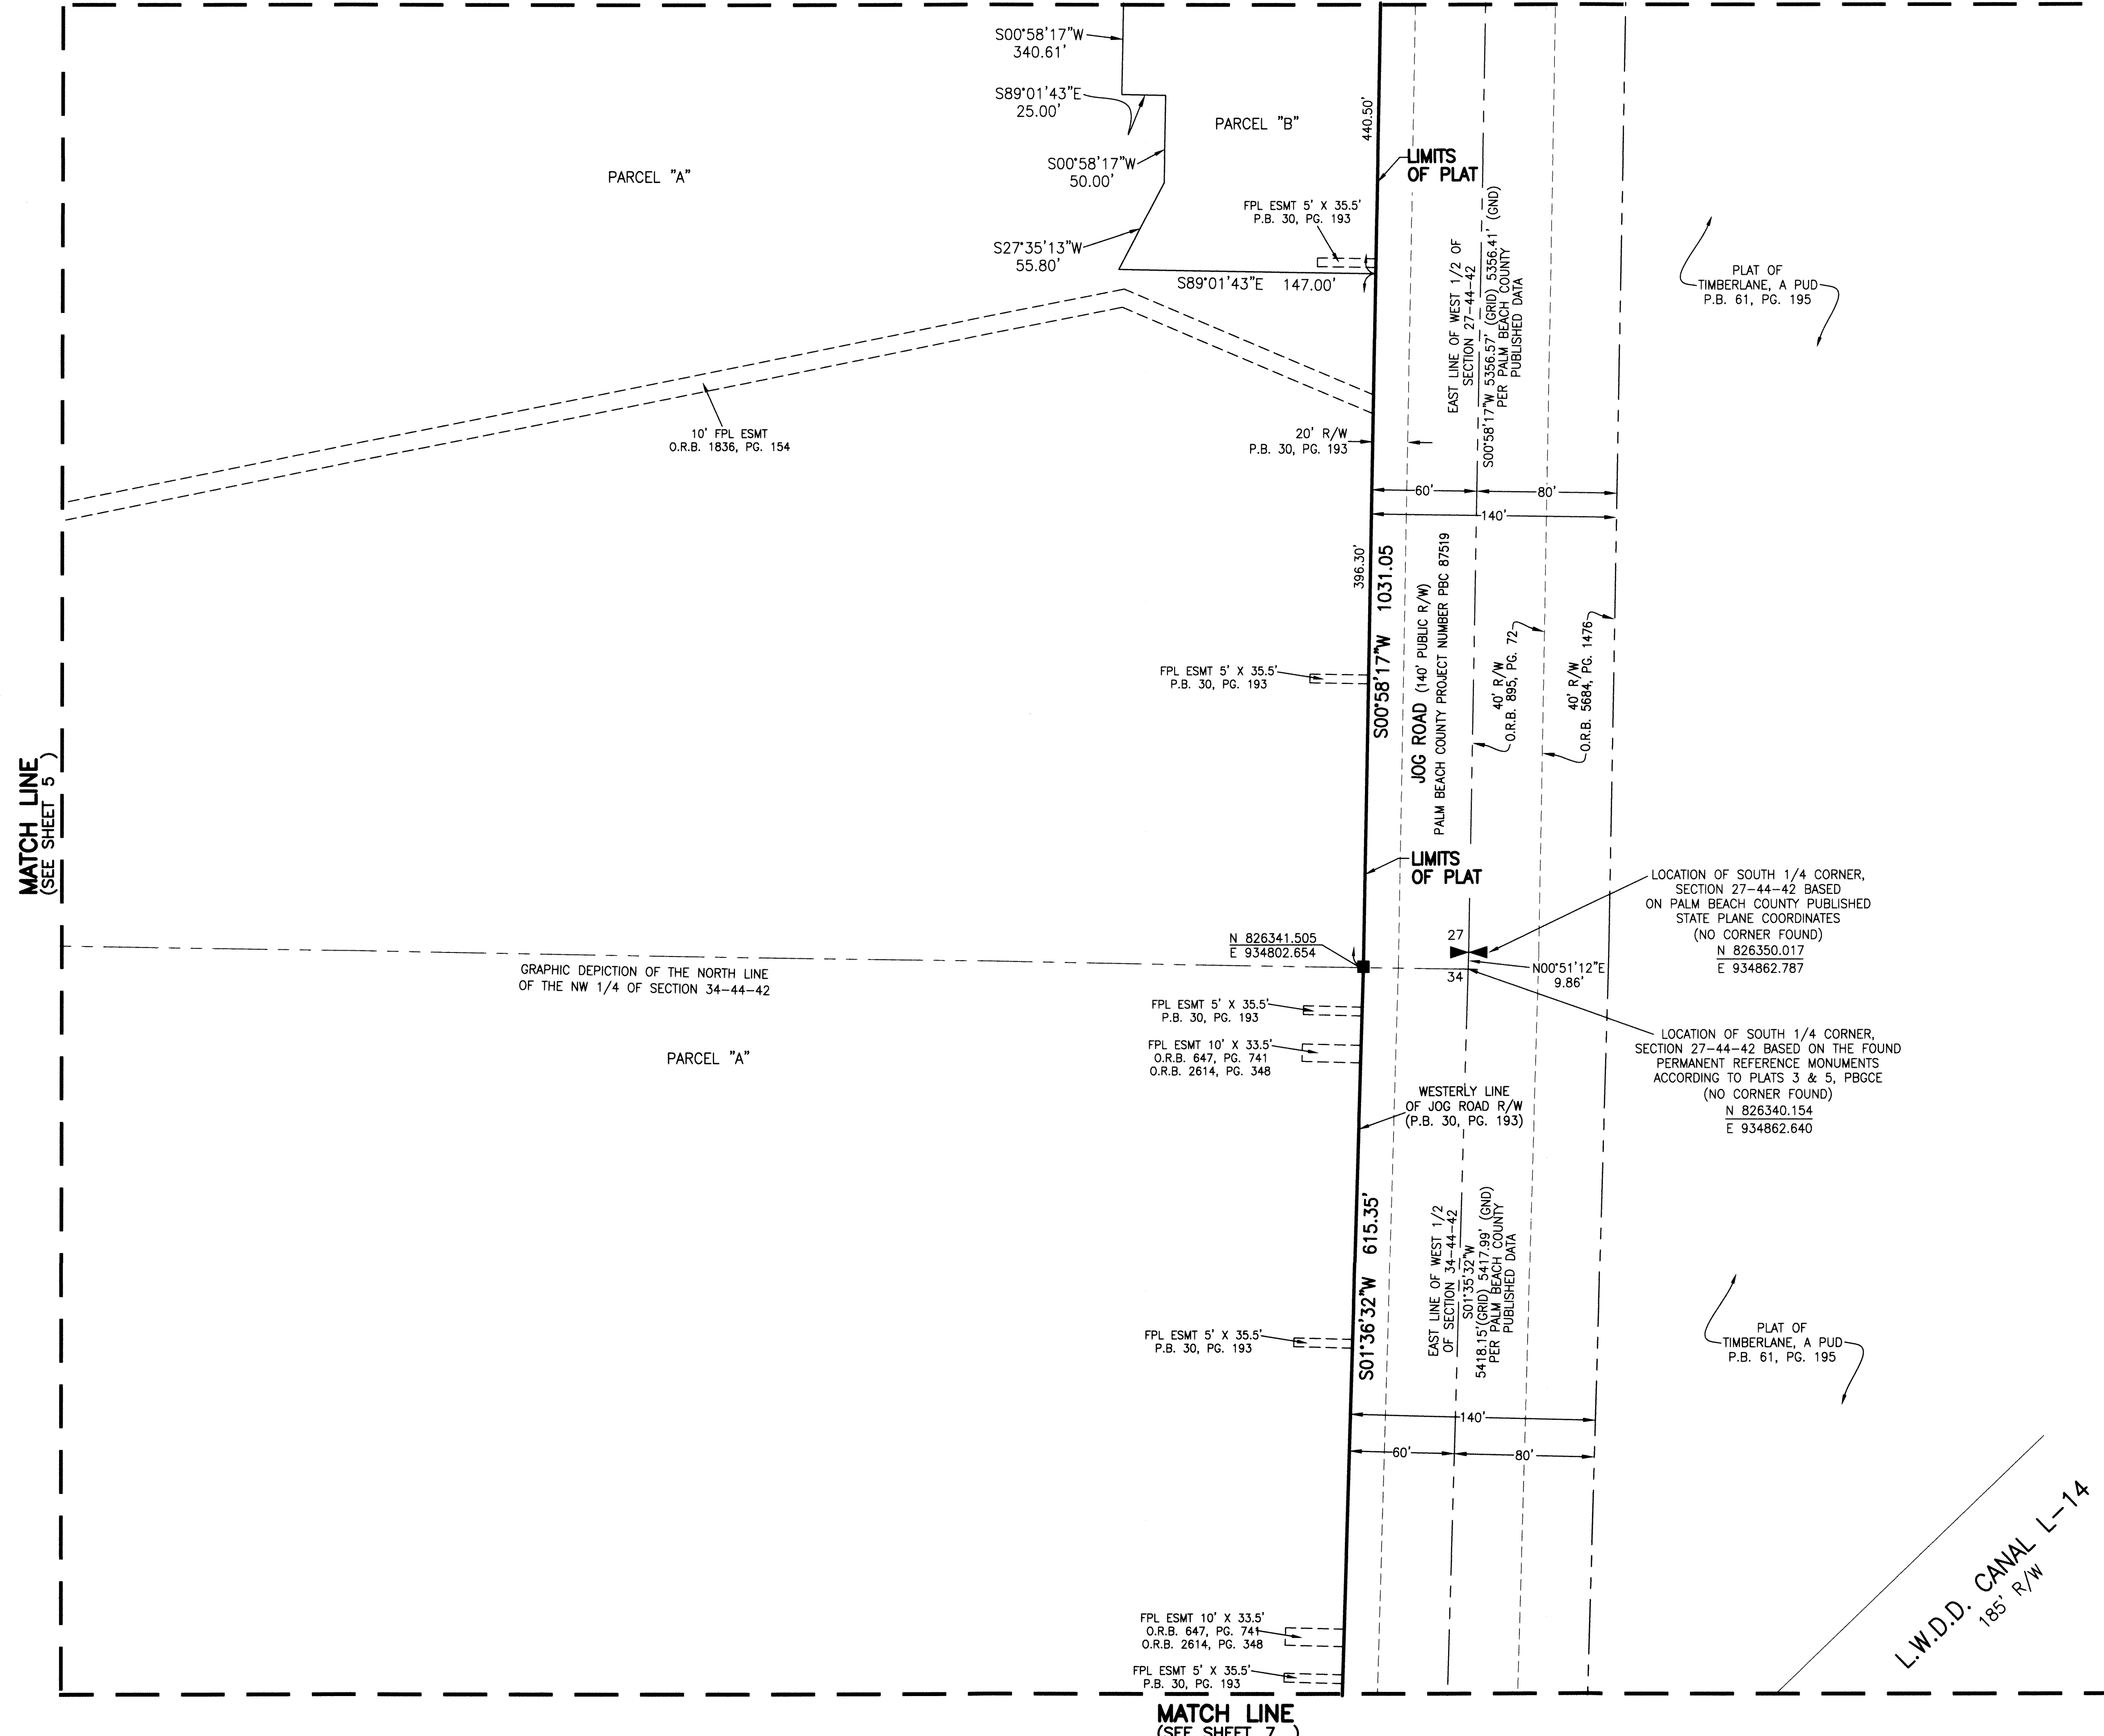 S00°58'17"W
340.61'
S89°01'43"E
25.00'
PARCEL "B"
440.50'
LIMITS
OF PLAT
S00°58'17"W
50.00'
PARCEL "A"
FPL ESMT 5' X 35.5'
P.B. 30, PG. 193
S27°35'13"W
55.80'
S89°01'43"E 147.00'
EAST LINE OF WEST 1/2 OF
SECTION 27-44-42
S00°58'17"W 5356.57' (GRID) 5356.41' (GND)
PER PALM BEACH COUNTY
PUBLISHED DATA
PLAT OF
TIMBERLANE, A PUD
P.B. 61, PG. 195
10' FPL ESMT
O.R.B. 1836, PG. 154
20' R/W
P.B. 30, PG. 193
60'
80'
140'
396.30'
S00°58'17"W 1031.05
JOG ROAD (140' PUBLIC R/W)
PALM BEACH COUNTY PROJECT NUMBER PBC 87519
40' R/W
O.R.B. 895, PG. 72
40' R/W
O.R.B. 5684, PG. 1476
FPL ESMT 5' X 35.5'
P.B. 30, PG. 193
MATCH LINE
(SEE SHEET 5 )
LIMITS
OF PLAT
LOCATION OF SOUTH 1/4 CORNER,
SECTION 27-44-42 BASED
ON PALM BEACH COUNTY PUBLISHED
STATE PLANE COORDINATES
(NO CORNER FOUND)
N 826350.017
E 934862.787
N 826341.505
E 934802.654
27
34
N00°51'12"E
9.86'
GRAPHIC DEPICTION OF THE NORTH LINE
OF THE NW 1/4 OF SECTION 34-44-42
FPL ESMT 5' X 35.5'
P.B. 30, PG. 193
FPL ESMT 10' X 33.5'
O.R.B. 647, PG. 741
O.R.B. 2614, PG. 348
PARCEL "A"
LOCATION OF SOUTH 1/4 CORNER,
SECTION 27-44-42 BASED ON THE FOUND
PERMANENT REFERENCE MONUMENTS
ACCORDING TO PLATS 3 & 5, PBGCE
(NO CORNER FOUND)
N 826340.154
E 934862.640
WESTERLY LINE
OF JOG ROAD R/W
(P.B. 30, PG. 193)
S01°36'32"W 615.35'
EAST LINE OF WEST 1/2
OF SECTION 34-44-42
S01°35'32"W
5418.15'(GRID) 5417.99' (GND)
PER PALM BEACH COUNTY
PUBLISHED DATA
FPL ESMT 5' X 35.5'
P.B. 30, PG. 193
PLAT OF
TIMBERLANE, A PUD
P.B. 61, PG. 195
140'
60'
80'
L.W.D.D. CANAL L-14
185' R/W
FPL ESMT 10' X 33.5'
O.R.B. 647, PG. 741
O.R.B. 2614, PG. 348
FPL ESMT 5' X 35.5'
P.B. 30, PG. 193
MATCH LINE
(SEE SHEET 7 )